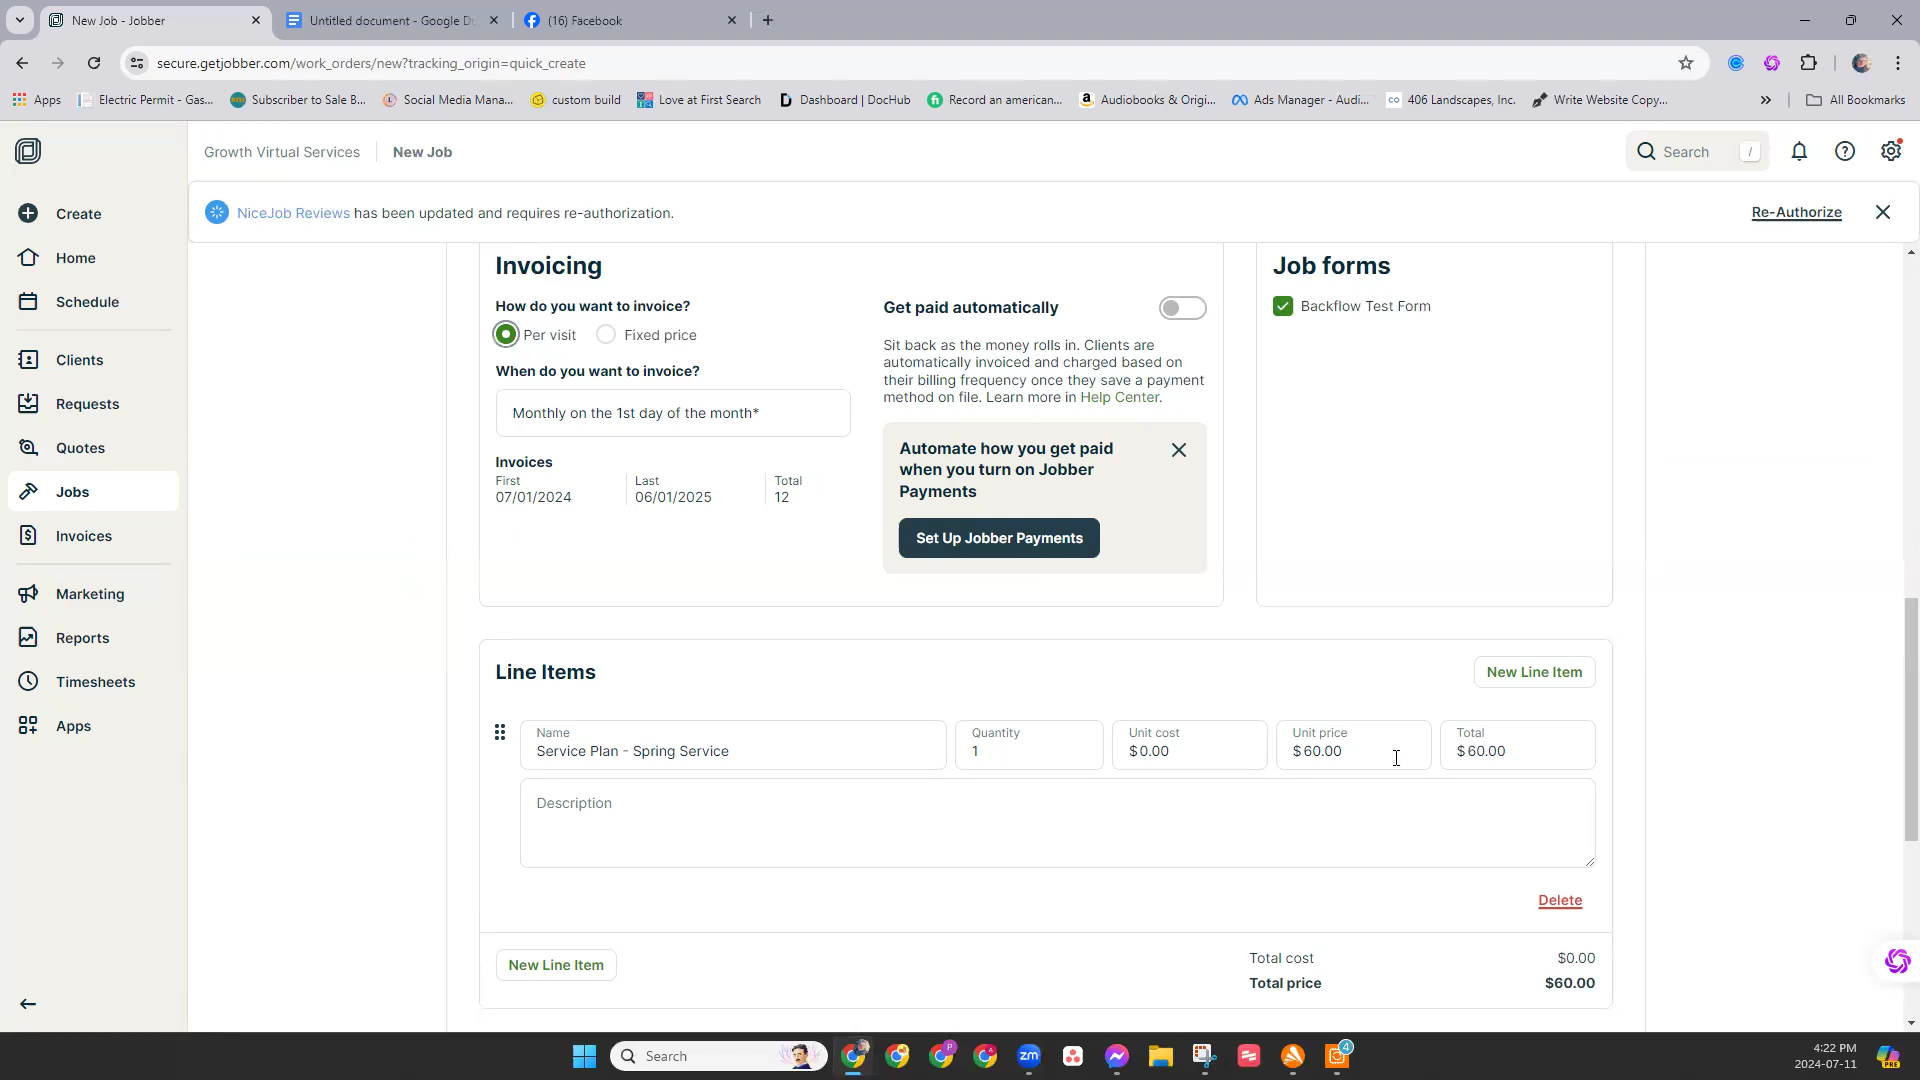 New Job - Jobber
Untitled document - Google D
(16) Facebook
secure.getjobber.com/work_orders/new?tracking_origin=quick_create
Apps
Electric Permit - Gas...
Subscriber to Sale B...
Social Media Mana...
custom build
Love at First Search
Dashboard | DocHub
Record an american...
Audiobooks & Origi...
Ads Manager - Audi...
406 Landscapes, Inc.
Write Website Copy...
All Bookmarks
Growth Virtual Services
New Job
Search /
NiceJob Reviews has been updated and requires re-authorization.
Re-Authorize
Create
Home
Schedule
Clients
Requests
Quotes
Jobs
Invoices
Marketing
Reports
Timesheets
Apps
Invoicing
How do you want to invoice?
Per visit
Fixed price
When do you want to invoice?
Monthly on the 1st day of the month*
Invoices
First
07/01/2024
Last
06/01/2025
Total
12
Get paid automatically
Sit back as the money rolls in. Clients are
automatically invoiced and charged based on
their billing frequency once they save a payment
method on file. Learn more in Help Center.
Automate how you get paid
when you turn on Jobber
Payments
Set Up Jobber Payments
Job forms
Backflow Test Form
Line Items
New Line Item
Name
Service Plan - Spring Service
Quantity
1
Unit cost
$0.00
Unit price
$60.00
Total
$60.00
Description
Delete
New Line Item
Total cost $0.00
Total price $60.00
Search
zm
4
4:22 PM
2024-07-11
PRE